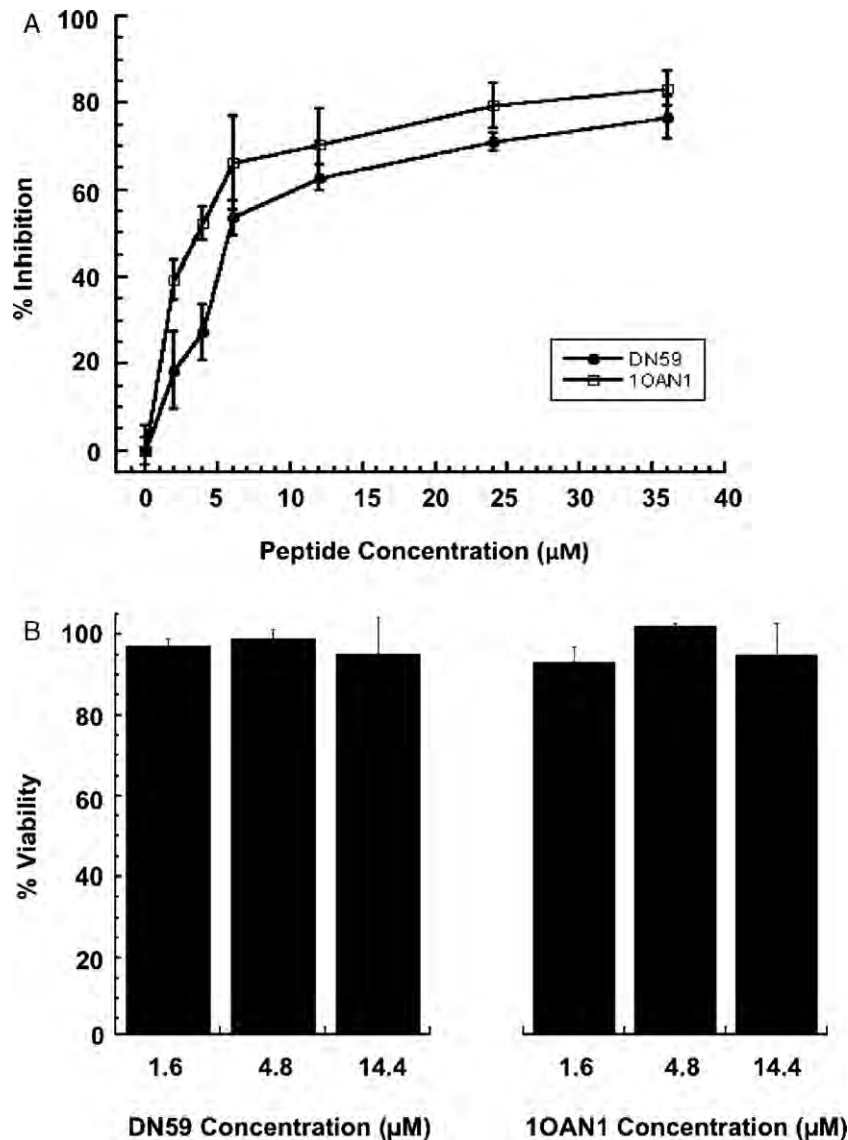 A
100
80
60
40
20
0
% Inhibition
DN59
1OAN1
0 5 10 15 20 25 30 35 40
Peptide Concentration (µM)
B
100
80
60
40
20
0
% Viability
1.6 4.8 14.4 1.6 4.8 14.4
DN59 Concentration (µM) 1OAN1 Concentration (µM)